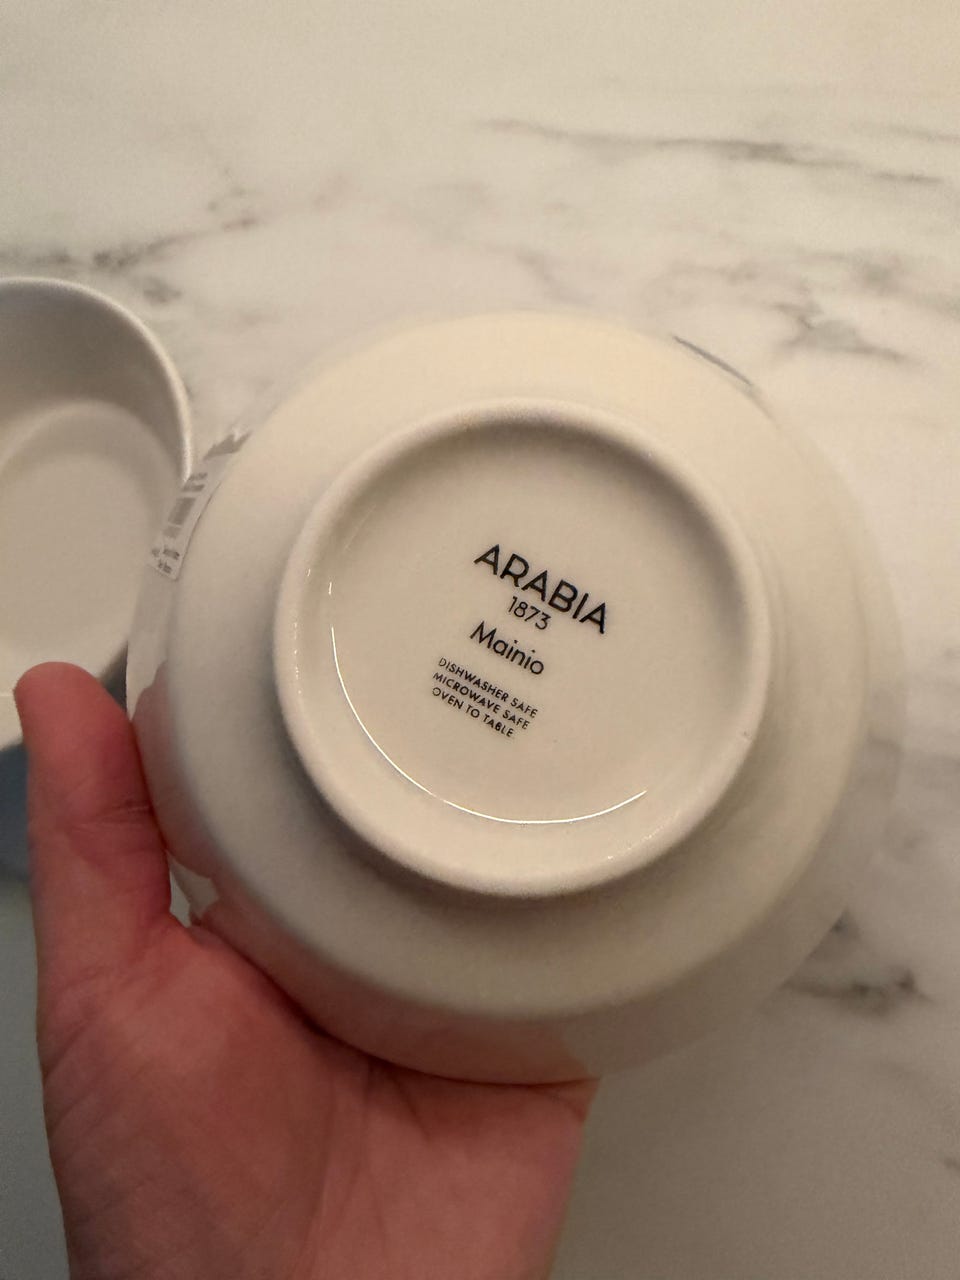 ARABIA
1873
Mainio
DISHWASHER SAFE
MICROWAVE SAFE
OVEN TO TABLE